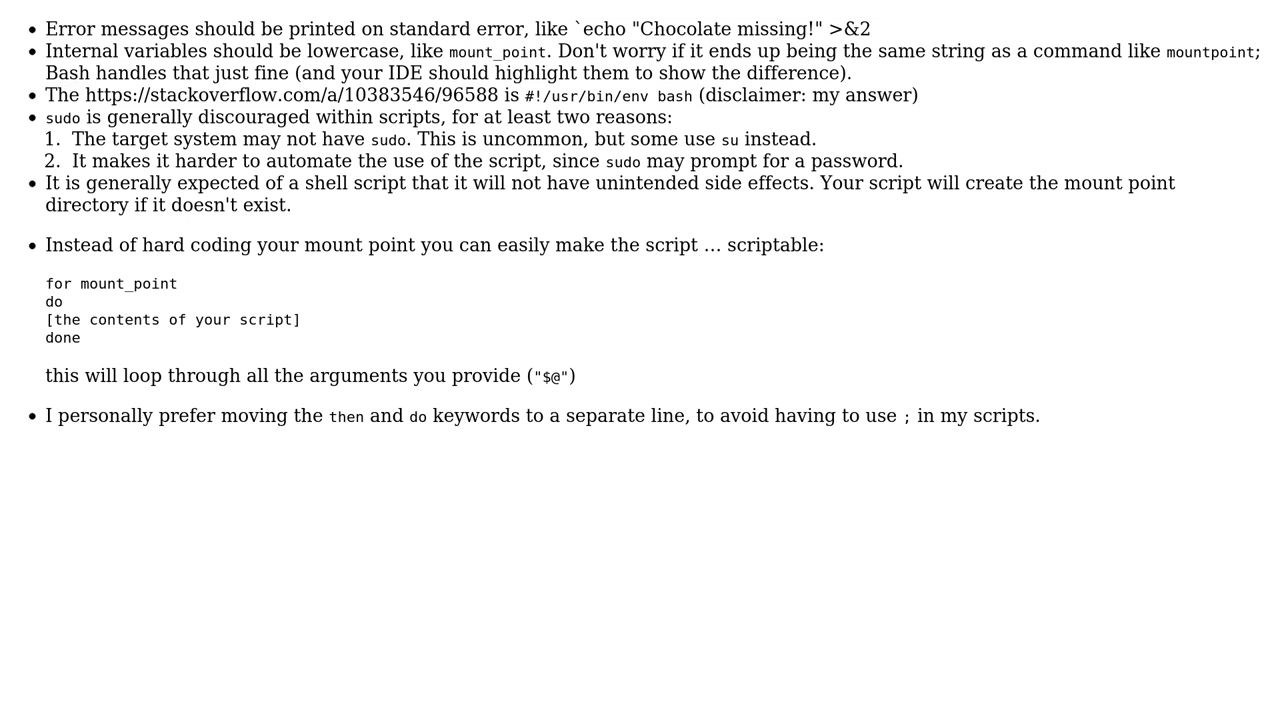 • Error messages should be printed on standard error, like `echo "Chocolate missing!" >&2
• Internal variables should be lowercase, like mount_point. Don't worry if it ends up being the same string as a command like mountpoint;
Bash handles that just fine (and your IDE should highlight them to show the difference).
• The https://stackoverflow.com/a/10383546/96588 is #!/usr/bin/env bash (disclaimer: my answer)
• sudo is generally discouraged within scripts, for at least two reasons:
1. The target system may not have sudo. This is uncommon, but some use su instead.
2. It makes it harder to automate the use of the script, since sudo may prompt for a password.
• It is generally expected of a shell script that it will not have unintended side effects. Your script will create the mount point
directory if it doesn't exist.
• Instead of hard coding your mount point you can easily make the script … scriptable:
for mount_point
do
[the contents of your script]
done
this will loop through all the arguments you provide ("$@")
• I personally prefer moving the then and do keywords to a separate line, to avoid having to use ; in my scripts.